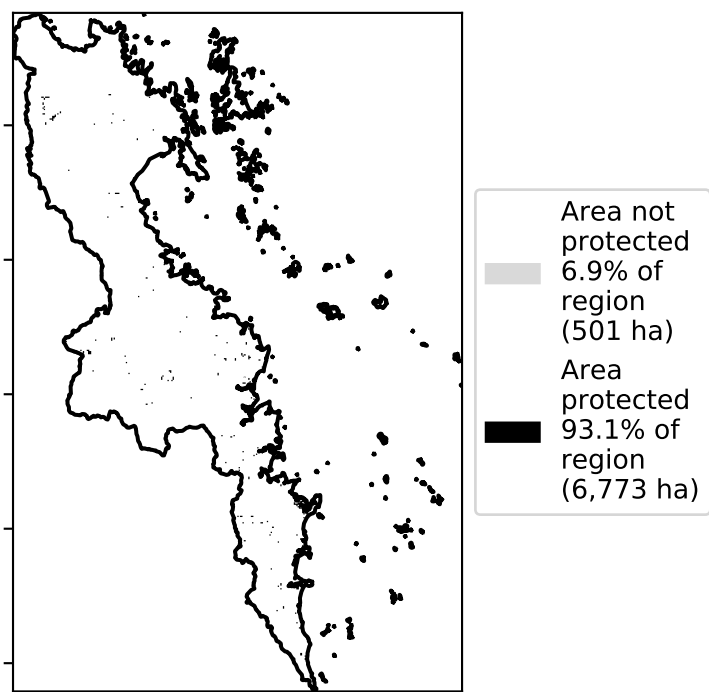 Area not
protected
6.9% of
region
(501 ha)
Area
protected
93.1% of
region
(6,773 ha)